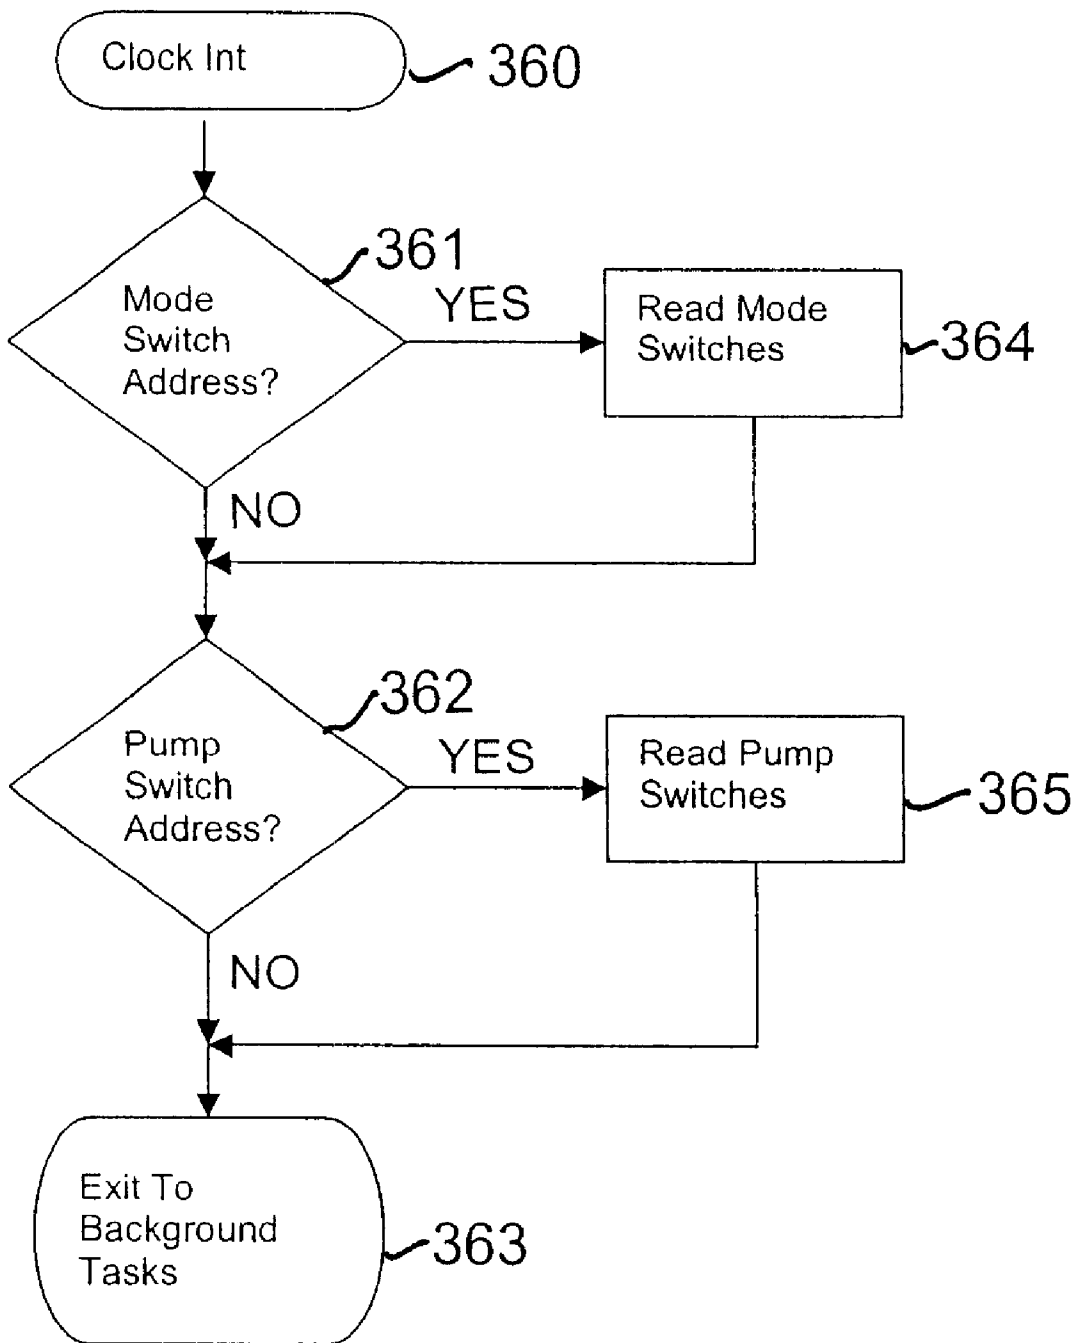 Clock Int
360
361
Mode
Switch
Address?
YES
Read Mode
Switches
364
NO
362
Pump
Switch
Address?
YES
Read Pump
Switches
365
NO
Exit To
Background
Tasks
363